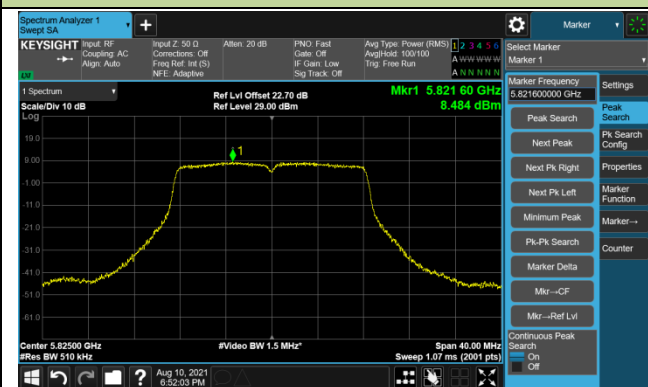 Spectrum Analyzer 1
Swept SA
+
Marker
KEYSIGHT
Input: RF
Coupling: AC
Align: Auto
Input Z: 50 Ω
Corrections: Off
Freq Ref: Int (S)
NFE: Adaptive
Atten: 20 dB
PNO: Fast
Gate: Off
IF Gain: Low
Sig Track: Off
Avg Type: Power (RMS)
Avg|Hold: 100/100
Trig: Free Run
1 2 3 4 5 6
A W W W W W
A N N N N N
Select Marker
Marker 1
1 Spectrum
Scale/Div 10 dB
Log
Ref Lvl Offset 22.70 dB
Ref Level 29.00 dBm
Mkr1 5.821 60 GHz
8.484 dBm
19.0
9.00
-1.00
-11.0
-21.0
-31.0
-41.0
-51.0
-61.0
1
Center 5.82500 GHz
#Res BW 510 kHz
#Video BW 1.5 MHz*
Span 40.00 MHz
Sweep 1.07 ms (2001 pts)
Marker Frequency
5.821600000 GHz
Peak Search
Next Peak
Next Pk Right
Next Pk Left
Minimum Peak
Pk-Pk Search
Marker Delta
Mkr→CF
Mkr→Ref Lvl
Continuous Peak
Search
On
Off
Settings
Peak
Search
Pk Search
Config
Properties
Marker
Function
Marker→
Counter
?
Aug 10, 2021
6:52:03 PM